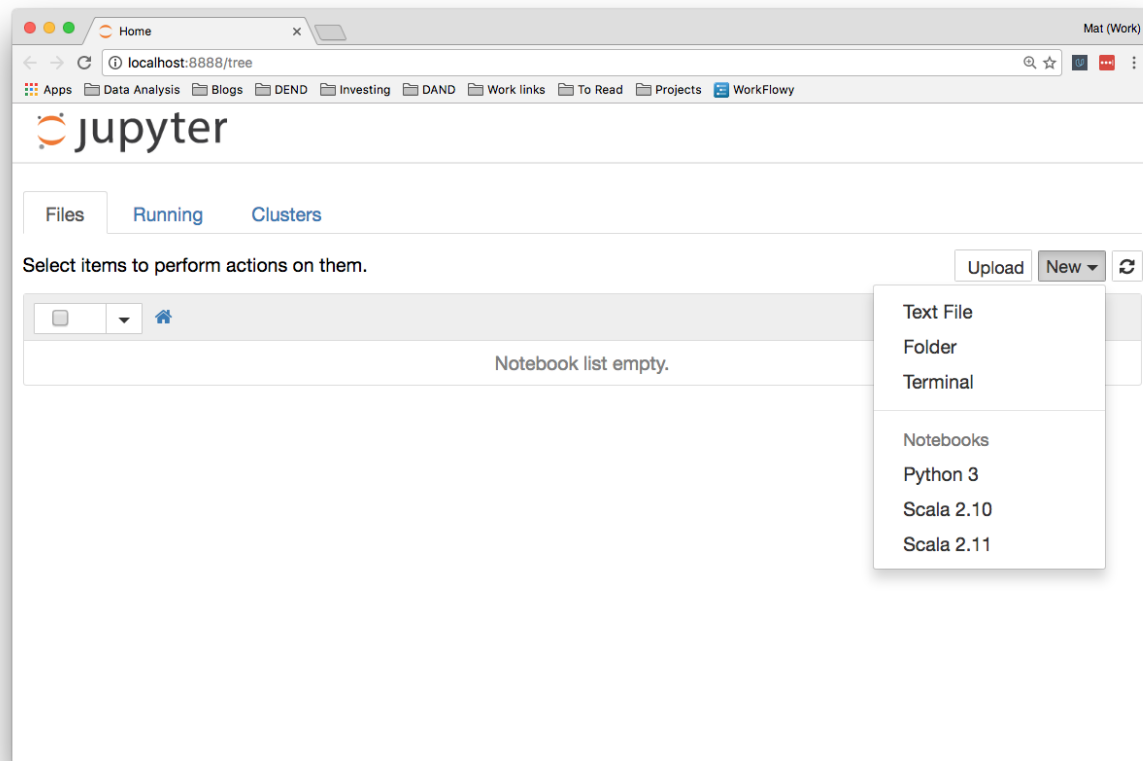 Home
Mat (Work)
localhost:8888/tree
Apps Data Analysis Blogs DEND Investing DAND Work links To Read Projects WorkFlowy
jupyter
Files Running Clusters
Select items to perform actions on them.
Upload New
Notebook list empty.
Text File
Folder
Terminal
Notebooks
Python 3
Scala 2.10
Scala 2.11